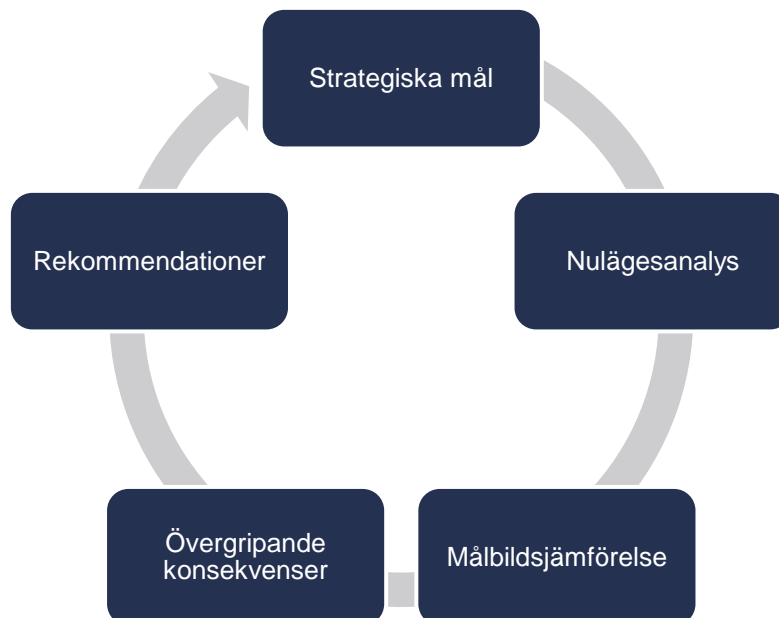 Strategiska mål
Nulägesanalys
Målbildsjämförelse
Övergripande
konsekvenser
Rekommendationer